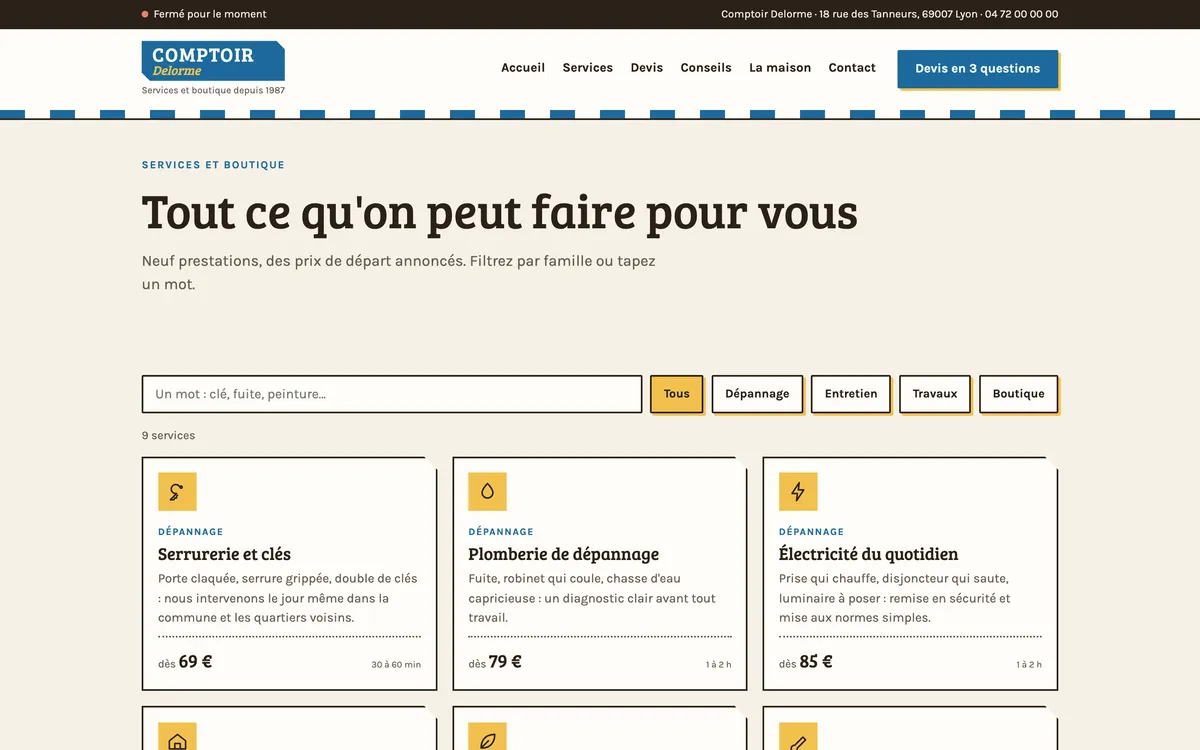 Fermé pour le moment
Comptoir Delorme · 18 rue des Tanneurs, 69007 Lyon · 04 72 00 00 00
COMPTOIR
Delorme
Services et boutique depuis 1987
Accueil
Services
Devis
Conseils
La maison
Contact
Devis en 3 questions
SERVICES ET BOUTIQUE
Tout ce qu'on peut faire pour vous
Neuf prestations, des prix de départ annoncés. Filtrez par famille ou tapez
un mot.
Un mot : clé, fuite, peinture…
Tous
Dépannage
Entretien
Travaux
Boutique
9 services
DÉPANNAGE
Serrurerie et clés
Porte claquée, serrure grippée, double de clés
: nous intervenons le jour même dans la
commune et les quartiers voisins.
dès 69 €
30 à 60 min
DÉPANNAGE
Plomberie de dépannage
Fuite, robinet qui coule, chasse d'eau
capricieuse : un diagnostic clair avant tout
travail.
dès 79 €
1 à 2 h
DÉPANNAGE
Électricité du quotidien
Prise qui chauffe, disjoncteur qui saute,
luminaire à poser : remise en sécurité et
mise aux normes simples.
dès 85 €
1 à 2 h